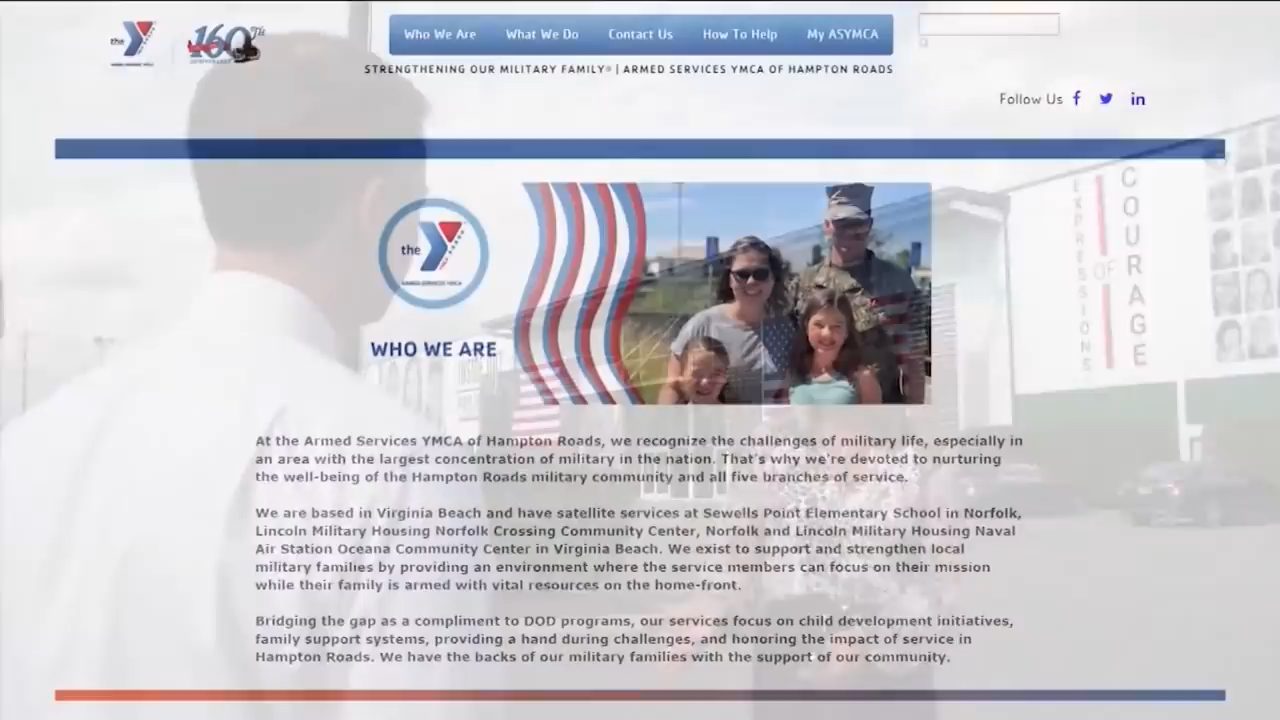 the
160TH
Who We Are
What We Do
Contact Us
How To Help
My ASYMCA
STRENGTHENING OUR MILITARY FAMILY® | ARMED SERVICES YMCA OF HAMPTON ROADS
Follow Us
EXPRESSIONS
OF
COURAGE
the
WHO WE ARE
At the Armed Services YMCA of Hampton Roads, we recognize the challenges of military life, especially in
an area with the largest concentration of military in the nation. That's why we're devoted to nurturing
the well-being of the Hampton Roads military community and all five branches of service.
We are based in Virginia Beach and have satellite services at Sewells Point Elementary School in Norfolk,
Lincoln Military Housing Norfolk Crossing Community Center, Norfolk and Lincoln Military Housing Naval
Air Station Oceana Community Center in Virginia Beach. We exist to support and strengthen local
military families by providing an environment where the service members can focus on their mission
while their family is armed with vital resources on the home-front.
Bridging the gap as a compliment to DOD programs, our services focus on child development initiatives,
family support systems, providing a hand during challenges, and honoring the impact of service in
Hampton Roads. We have the backs of our military families with the support of our community.